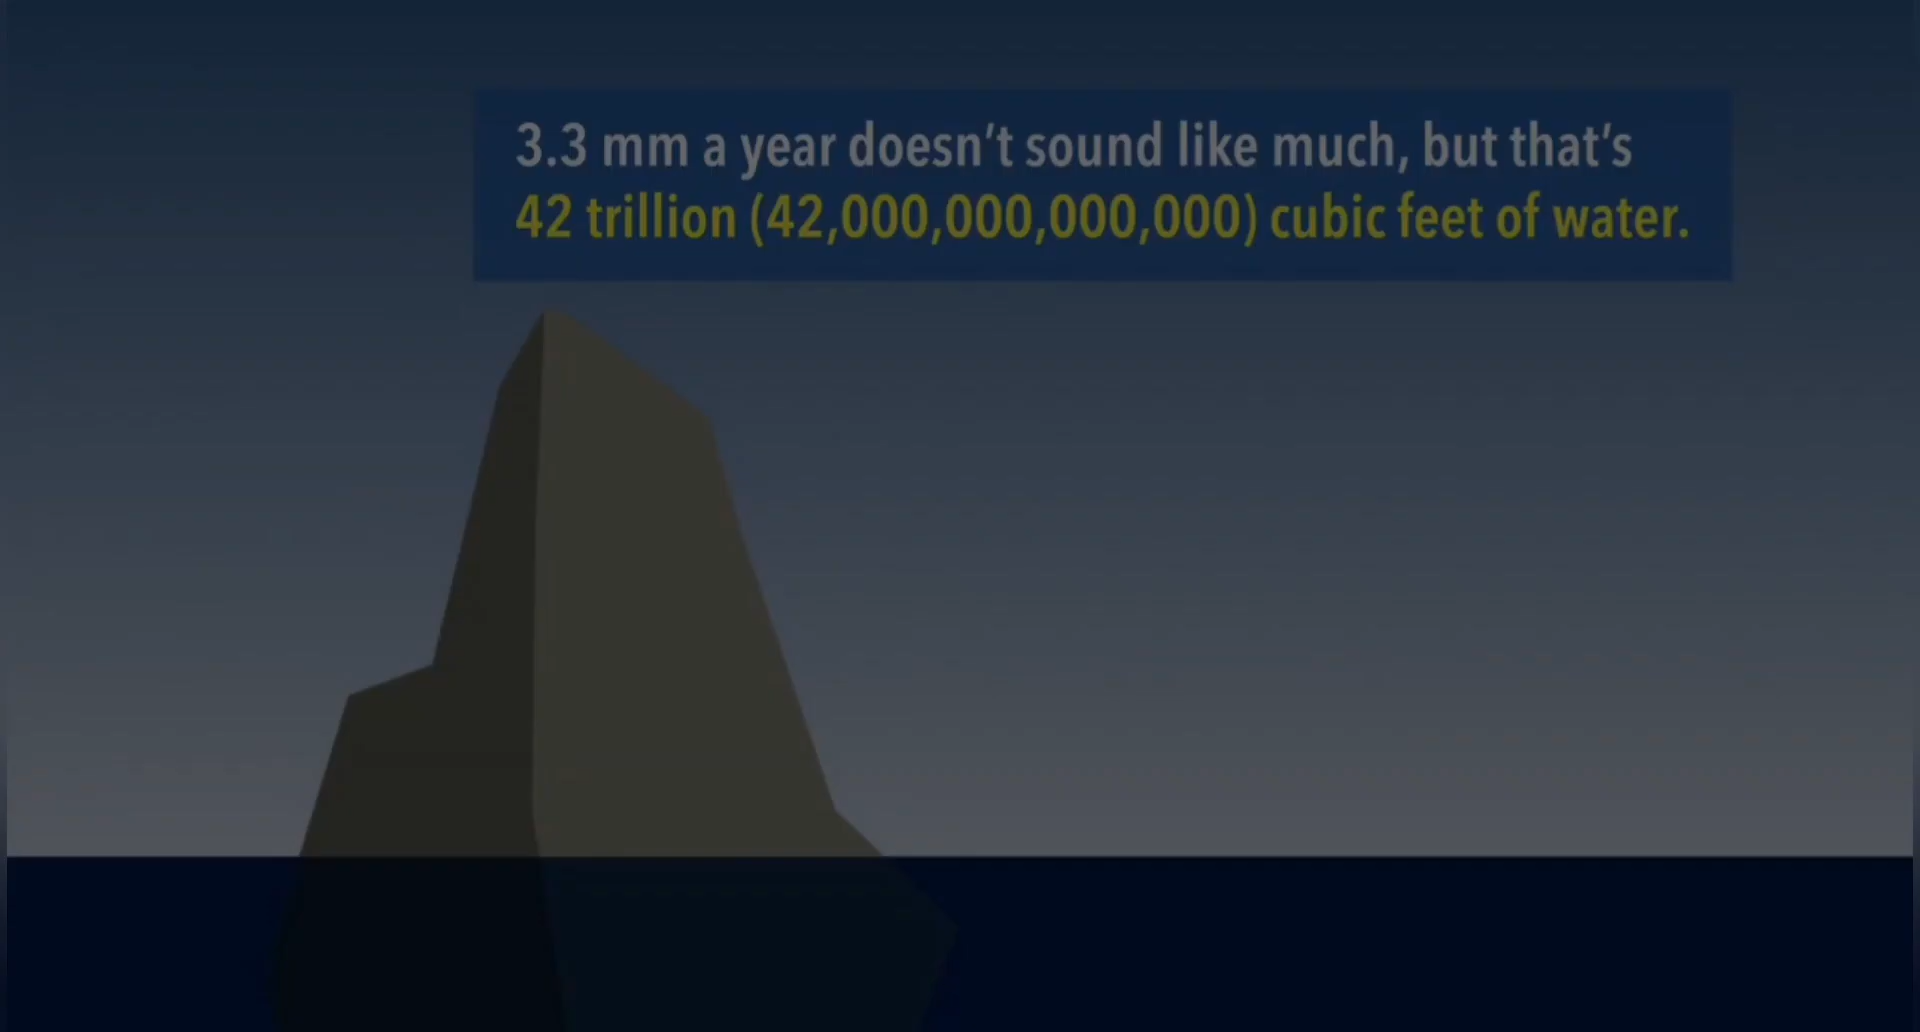 3.3 mm a year doesn’t sound like much, but that’s
42 trillion (42,000,000,000,000) cubic feet of water.